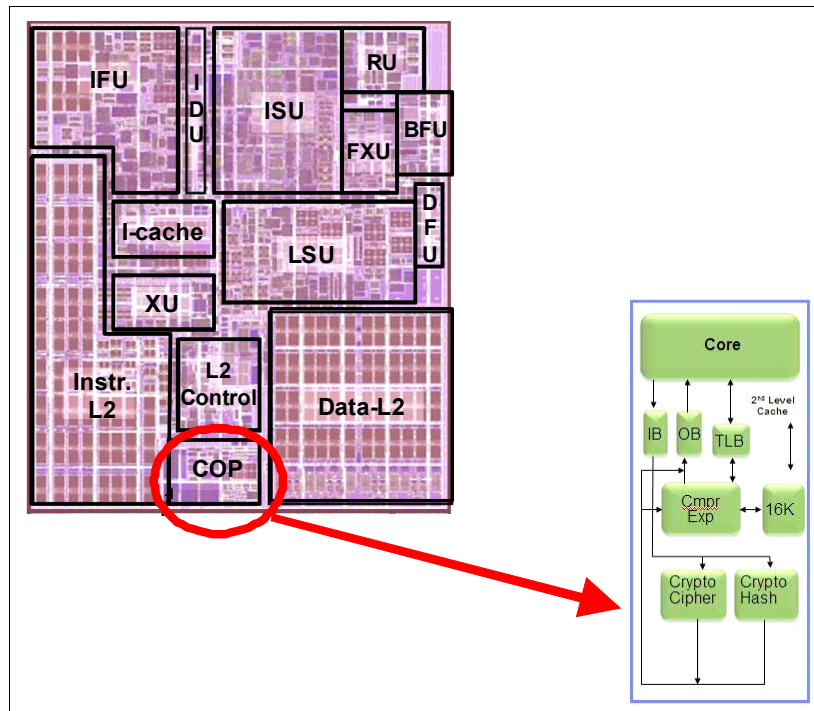 IFU
I
D
U
ISU
RU
BFU
FXU
I-cache
LSU
D
F
U
XU
Instr.
L2
L2
Control
Data-L2
COP
Core
2nd Level
Cache
IB
OB
TLB
Cmpr
Exp
16K
Crypto
Cipher
Crypto
Hash